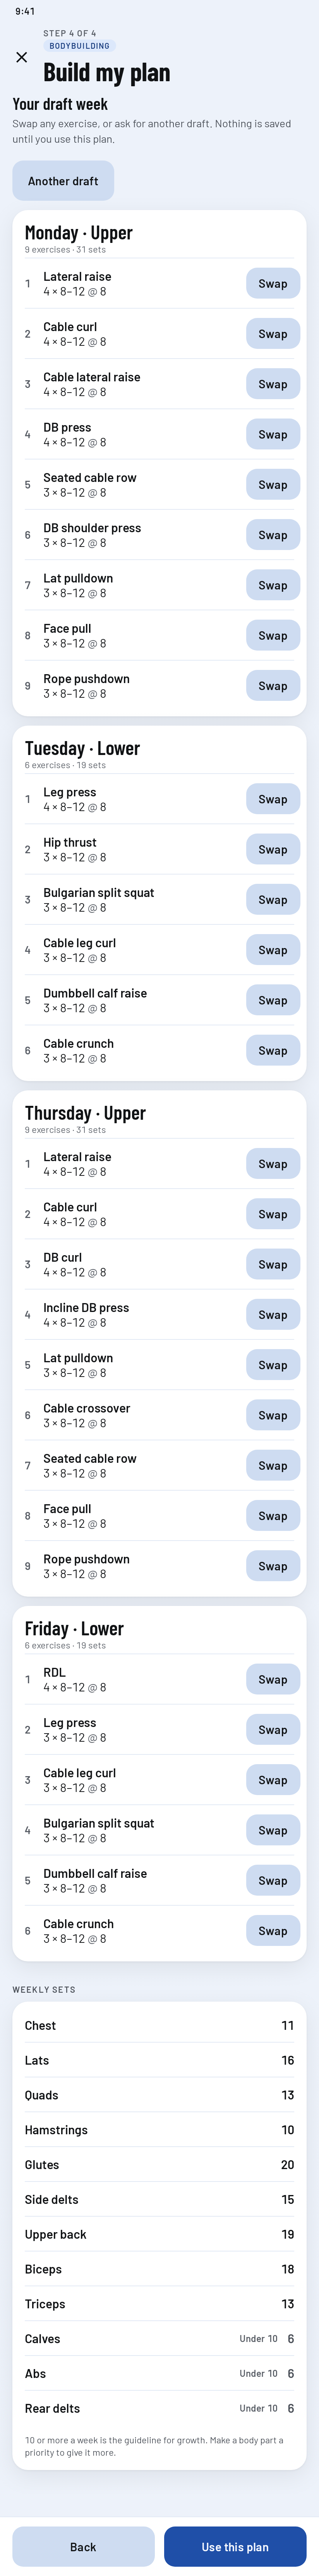 9:41
STEP 4 OF 4
BODYBUILDING
Build my plan
Your draft week
Swap any exercise, or ask for another draft. Nothing is saved
until you use this plan.
Another draft
Monday · Upper
9 exercises · 31 sets
1
Lateral raise
4 × 8–12 @ 8
Swap
2
Cable curl
4 × 8–12 @ 8
Swap
3
Cable lateral raise
4 × 8–12 @ 8
Swap
4
DB press
4 × 8–12 @ 8
Swap
5
Seated cable row
3 × 8–12 @ 8
Swap
6
DB shoulder press
3 × 8–12 @ 8
Swap
7
Lat pulldown
3 × 8–12 @ 8
Swap
8
Face pull
3 × 8–12 @ 8
Swap
9
Rope pushdown
3 × 8–12 @ 8
Swap
Tuesday · Lower
6 exercises · 19 sets
1
Leg press
4 × 8–12 @ 8
Swap
2
Hip thrust
3 × 8–12 @ 8
Swap
3
Bulgarian split squat
3 × 8–12 @ 8
Swap
4
Cable leg curl
3 × 8–12 @ 8
Swap
5
Dumbbell calf raise
3 × 8–12 @ 8
Swap
6
Cable crunch
3 × 8–12 @ 8
Swap
Thursday · Upper
9 exercises · 31 sets
1
Lateral raise
4 × 8–12 @ 8
Swap
2
Cable curl
4 × 8–12 @ 8
Swap
3
DB curl
4 × 8–12 @ 8
Swap
4
Incline DB press
4 × 8–12 @ 8
Swap
5
Lat pulldown
3 × 8–12 @ 8
Swap
6
Cable crossover
3 × 8–12 @ 8
Swap
7
Seated cable row
3 × 8–12 @ 8
Swap
8
Face pull
3 × 8–12 @ 8
Swap
9
Rope pushdown
3 × 8–12 @ 8
Swap
Friday · Lower
6 exercises · 19 sets
1
RDL
4 × 8–12 @ 8
Swap
2
Leg press
3 × 8–12 @ 8
Swap
3
Cable leg curl
3 × 8–12 @ 8
Swap
4
Bulgarian split squat
3 × 8–12 @ 8
Swap
5
Dumbbell calf raise
3 × 8–12 @ 8
Swap
6
Cable crunch
3 × 8–12 @ 8
Swap
WEEKLY SETS
Chest 11
Lats 16
Quads 13
Hamstrings 10
Glutes 20
Side delts 15
Upper back 19
Biceps 18
Triceps 13
Calves Under 10 6
Abs Under 10 6
Rear delts Under 10 6
10 or more a week is the guideline for growth. Make a body part a
priority to give it more.
Back
Use this plan